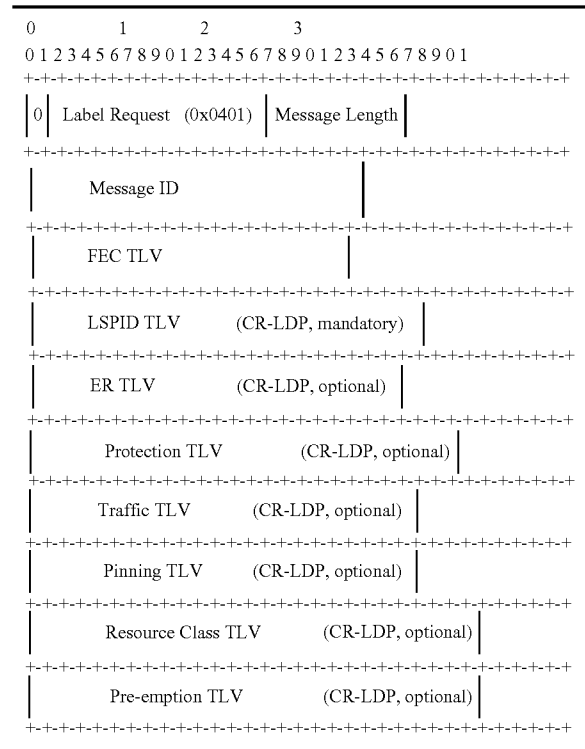 0 1 2 3
0 1 2 3 4 5 6 7 8 9 0 1 2 3 4 5 6 7 8 9 0 1 2 3 4 5 6 7 8 9 0 1
+-+-+-+-+-+-+-+-+-+-+-+-+-+-+-+-+-+-+-+-+-+-+-+-+-+-+-+-+-+-+-+-+
|0| Label Request (0x0401) | Message Length |
+-+-+-+-+-+-+-+-+-+-+-+-+-+-+-+-+-+-+-+-+-+-+-+-+-+-+-+-+-+-+-+-+
| Message ID |
+-+-+-+-+-+-+-+-+-+-+-+-+-+-+-+-+-+-+-+-+-+-+-+-+-+-+-+-+-+-+-+-+
| FEC TLV |
+-+-+-+-+-+-+-+-+-+-+-+-+-+-+-+-+-+-+-+-+-+-+-+-+-+-+-+-+-+-+-+-+
| LSPID TLV (CR-LDP, mandatory) |
+-+-+-+-+-+-+-+-+-+-+-+-+-+-+-+-+-+-+-+-+-+-+-+-+-+-+-+-+-+-+-+-+
| ER TLV (CR-LDP, optional) |
+-+-+-+-+-+-+-+-+-+-+-+-+-+-+-+-+-+-+-+-+-+-+-+-+-+-+-+-+-+-+-+-+
| Protection TLV (CR-LDP, optional) |
+-+-+-+-+-+-+-+-+-+-+-+-+-+-+-+-+-+-+-+-+-+-+-+-+-+-+-+-+-+-+-+-+
| Traffic TLV (CR-LDP, optional) |
+-+-+-+-+-+-+-+-+-+-+-+-+-+-+-+-+-+-+-+-+-+-+-+-+-+-+-+-+-+-+-+-+
| Pinning TLV (CR-LDP, optional) |
+-+-+-+-+-+-+-+-+-+-+-+-+-+-+-+-+-+-+-+-+-+-+-+-+-+-+-+-+-+-+-+-+
| Resource Class TLV (CR-LDP, optional) |
+-+-+-+-+-+-+-+-+-+-+-+-+-+-+-+-+-+-+-+-+-+-+-+-+-+-+-+-+-+-+-+-+
| Pre-emption TLV (CR-LDP, optional) |
+-+-+-+-+-+-+-+-+-+-+-+-+-+-+-+-+-+-+-+-+-+-+-+-+-+-+-+-+-+-+-+-+